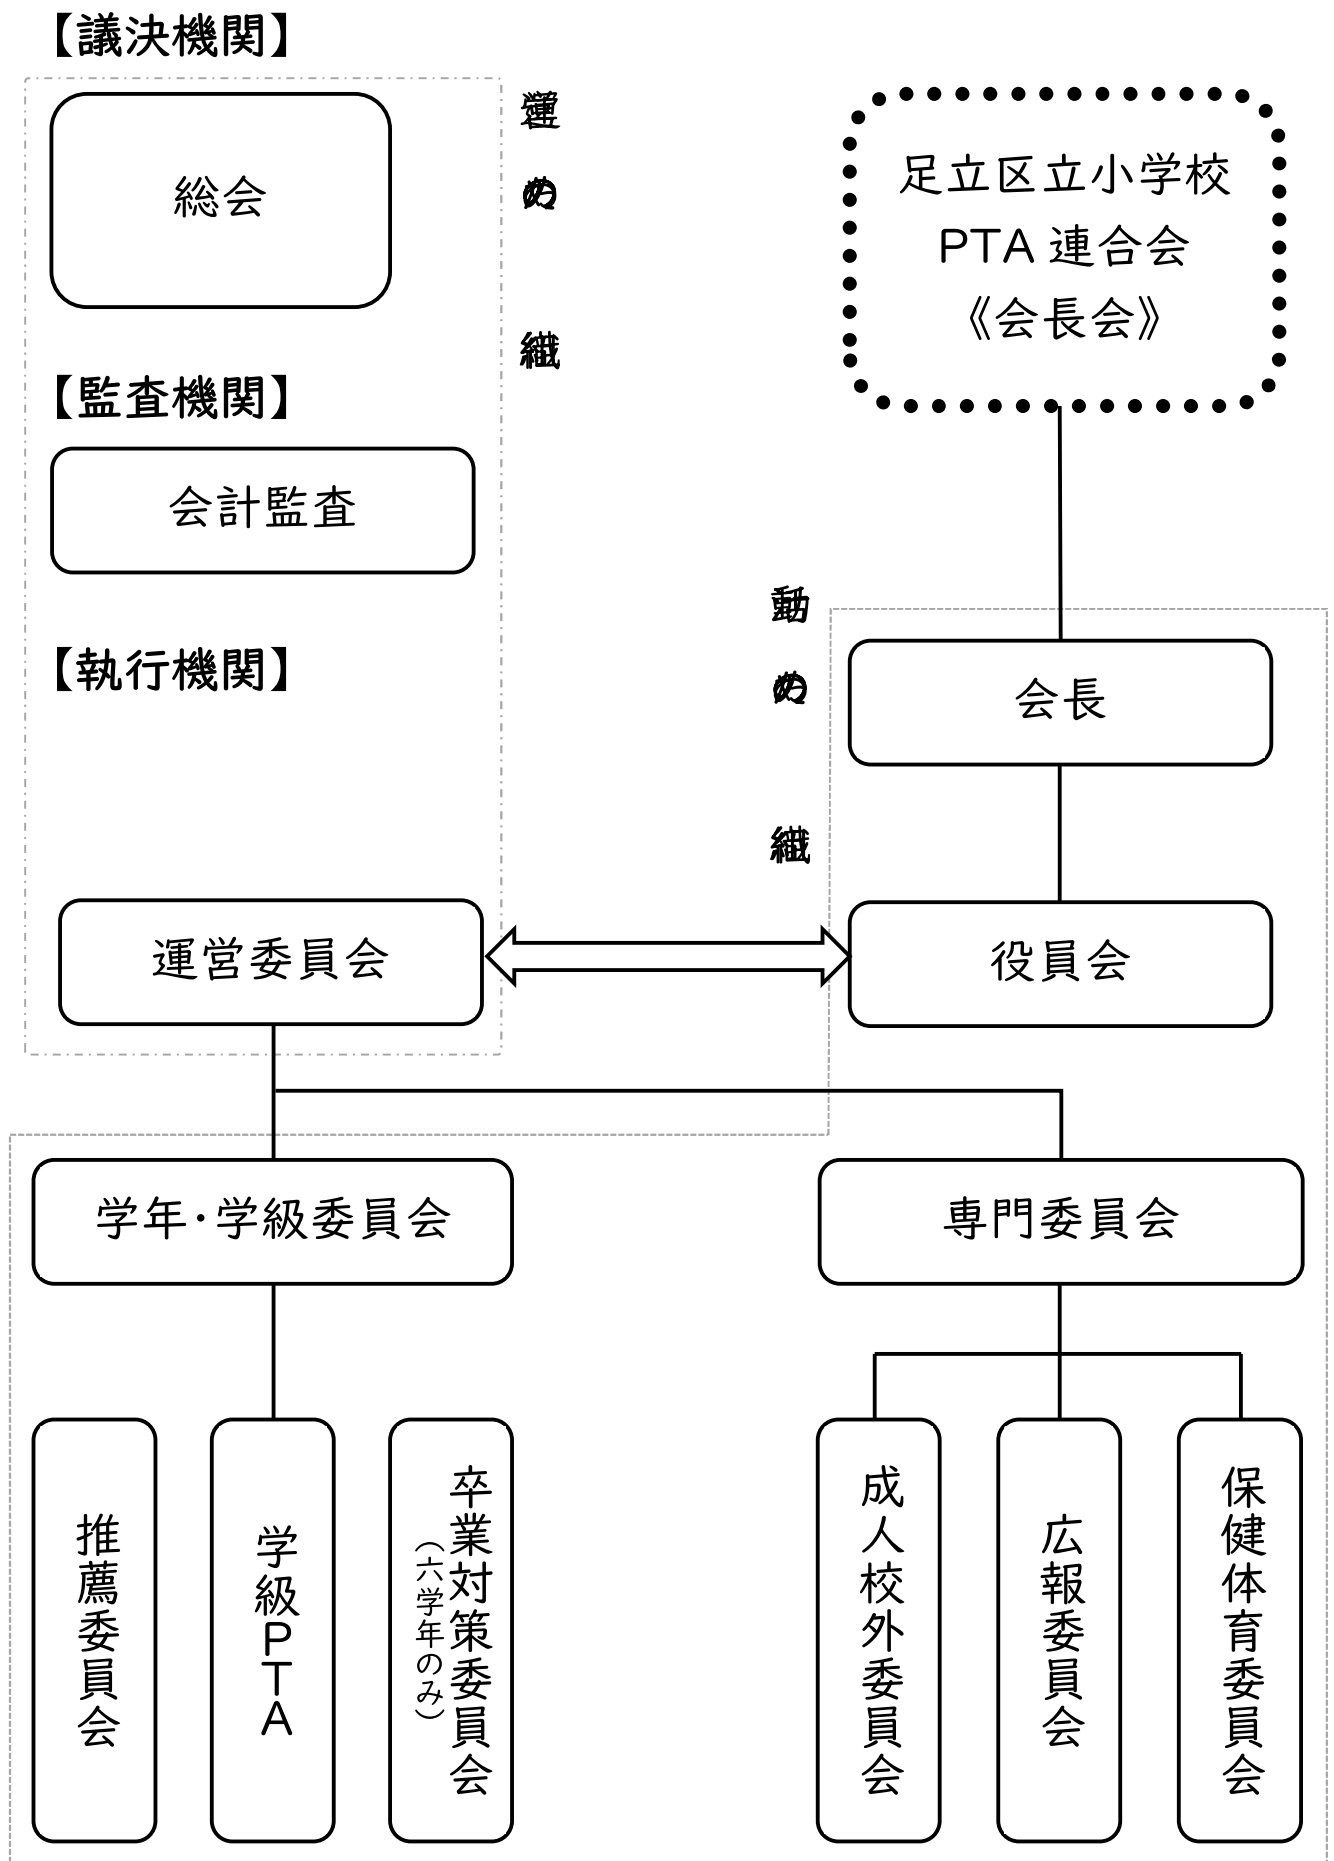 【議決機関】
総会
【監査機関】
会計監査
【執行機関】
運営委員会
足立区立小学校
PTA 連合会
《会長会》
会長
役員会
学年・学級委員会
専門委員会
推薦委員会
学級PTA
卒業対策委員会
（六学年のみ）
成人校外委員会
広報委員会
保健体育委員会